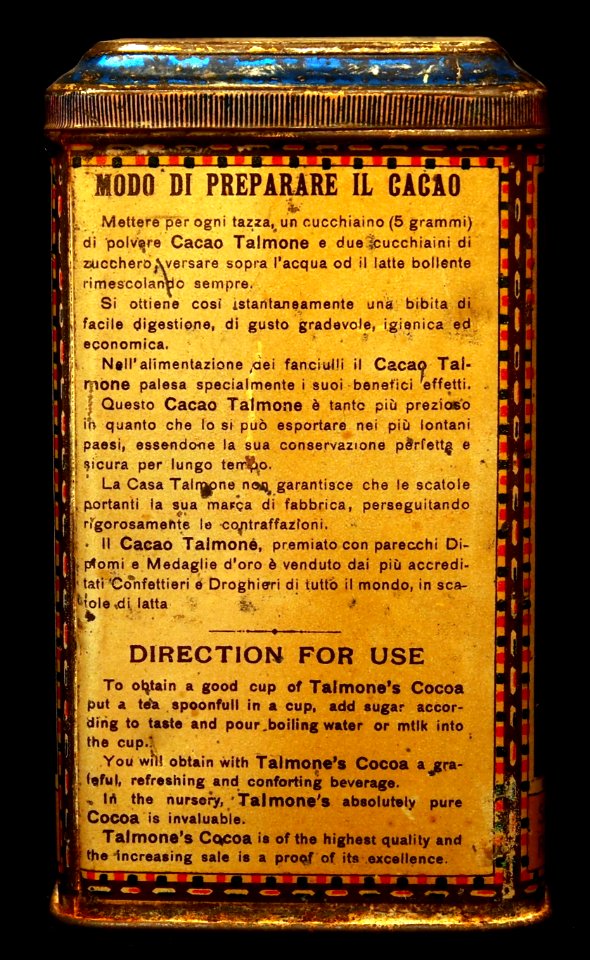 MODO DI PREPARARE IL CACAO
Mettere per ogni tazza, un cucchiaino (5 grammi)
di polvere Cacao Talmone e due cucchiaini di
zucchero, versare sopra l'acqua od il latte bollente
rimescolando sempre.
Si ottiene così istantaneamente una bibita di
facile digestione, di gusto gradevole, igienica ed
economica.
Nell'alimentazione dei fanciulli il Cacao Tal-
mone palesa specialmente i suoi benefici effetti.
Questo Cacao Talmone è tanto più prezioso
in quanto che lo si può esportare nei più lontani
paesi, essendone la sua conservazione perfetta e
sicura per lungo tempo.
La Casa Talmone non garantisce che le scatole
portanti la sua marca di fabbrica, perseguitando
rigorosamente le contraffazioni.
Il Cacao Talmone, premiato con parecchi Di-
plomi e Medaglie d'oro è venduto dai più accredi-
tati Confettieri e Droghieri di tutto il mondo, in sca-
tole di latta
DIRECTION FOR USE
To obtain a good cup of Talmone's Cocoa
put a tea spoonfull in a cup, add sugar accor-
ding to taste and pour boiling water or mtlk into
the cup.
You will obtain with Talmone's Cocoa a gra-
teful, refreshing and conforting beverage.
In the nursery, Talmone's absolutely pure
Cocoa is invaluable.
Talmone's Cocoa is of the highest quality and
the increasing sale is a proof of its excellence.